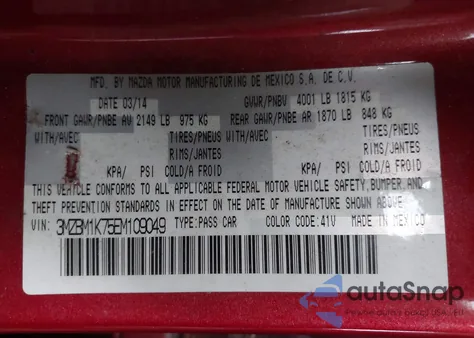 MFD. BY MAZDA MOTOR MANUFACTURING DE MEXICO S.A. DE C.V.
DATE 03/14 GVWR/PNBV 4001 LB 1815 KG
FRONT GAWR/PNBE AV 2149 LB 975 KG REAR GAWR/PNBE AR 1870 LB 848 KG
WITH/AVEC TIRES/PNEUS WITH/AVEC TIRES/PNEUS
RIMS/JANTES RIMS/JANTES
KPA/ PSI COLD/A FROID KPA/ PSI COLD/A FROID
THIS VEHICLE CONFORMS TO ALL APPLICABLE FEDERAL MOTOR VEHICLE SAFETY, BUMPER, AND
THEFT PREVENTION STANDARDS IN EFFECT ON THE DATE OF MANUFACTURE SHOWN ABOVE.
VIN: 3MZBM1K75EM109049 TYPE:PASS CAR COLOR CODE:41V MADE IN MEXICO
autoSnap